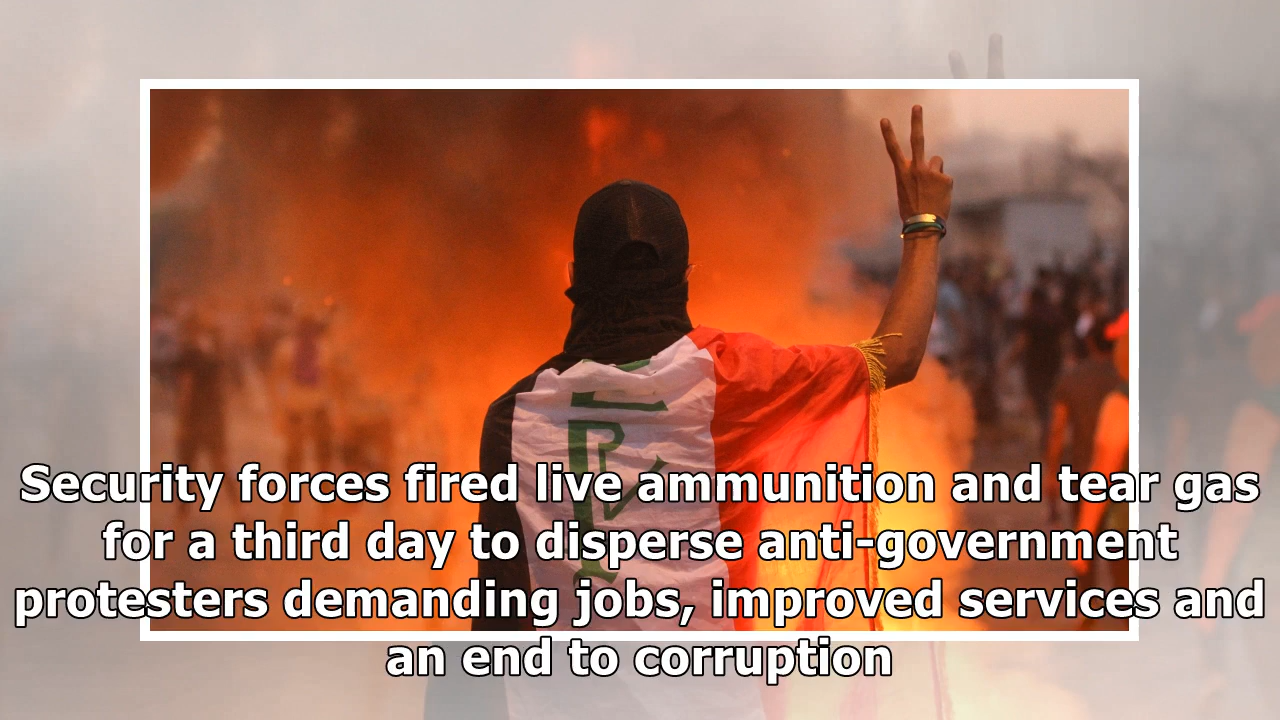 Security forces fired live ammunition and tear gas
for a third day to disperse anti-government
protesters demanding jobs, improved services and
an end to corruption